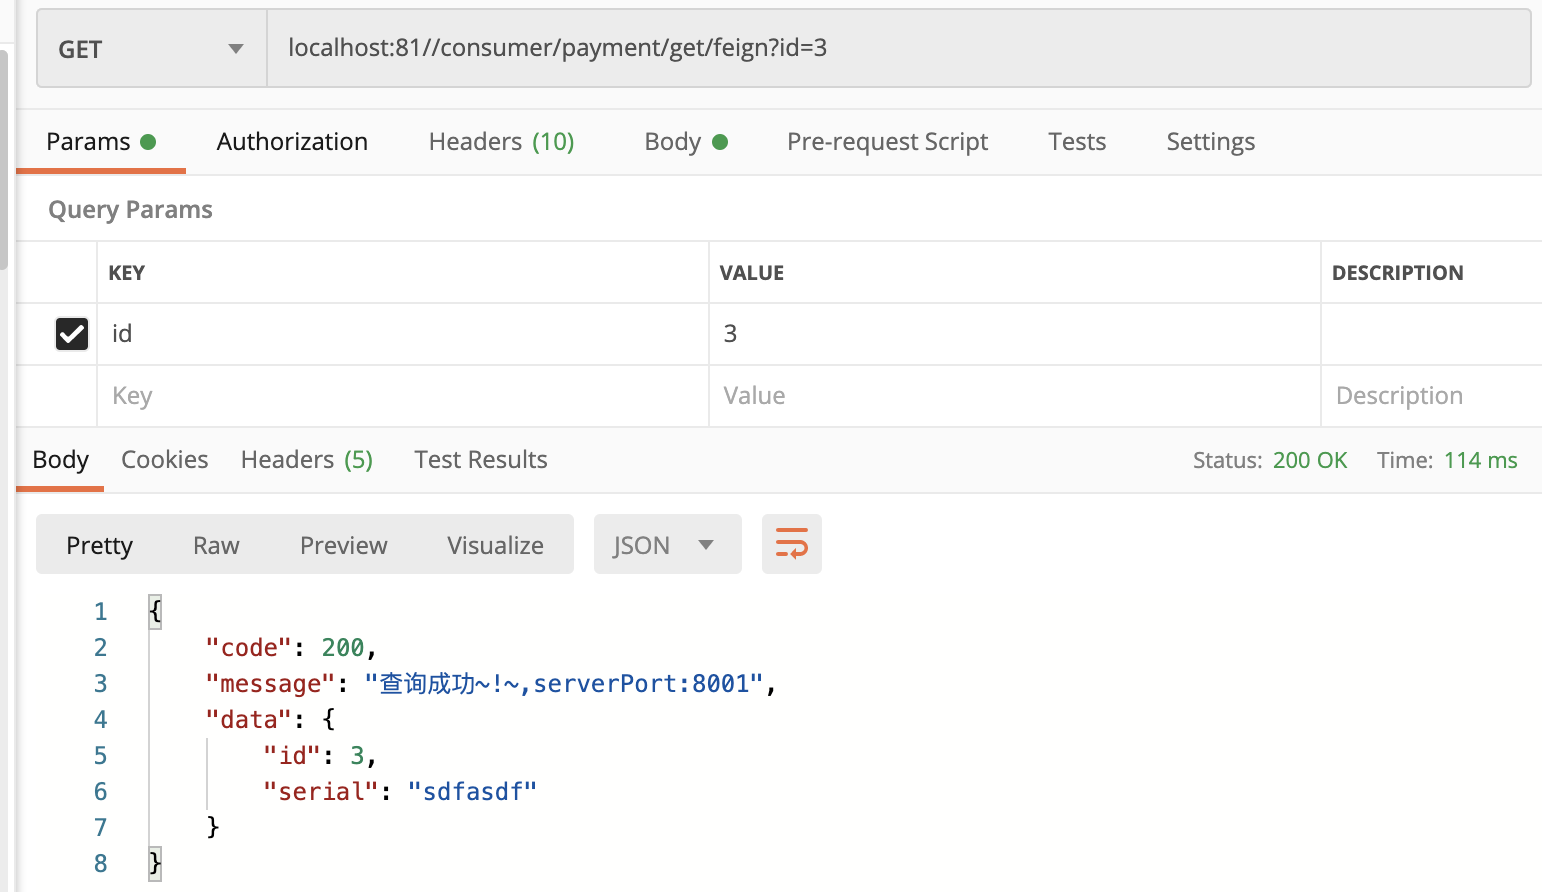 GET localhost:81//consumer/payment/get/feign?id=3
Params Authorization Headers (10) Body Pre-request Script Tests Settings
Query Params
KEY VALUE DESCRIPTION
id 3
Key Value Description
Body Cookies Headers (5) Test Results Status: 200 OK Time: 114 ms
Pretty Raw Preview Visualize JSON
1 {
2 "code": 200,
3 "message": "查询成功~!~,serverPort:8001",
4 "data": {
5 "id": 3,
6 "serial": "sdfasdf"
7 }
8 }